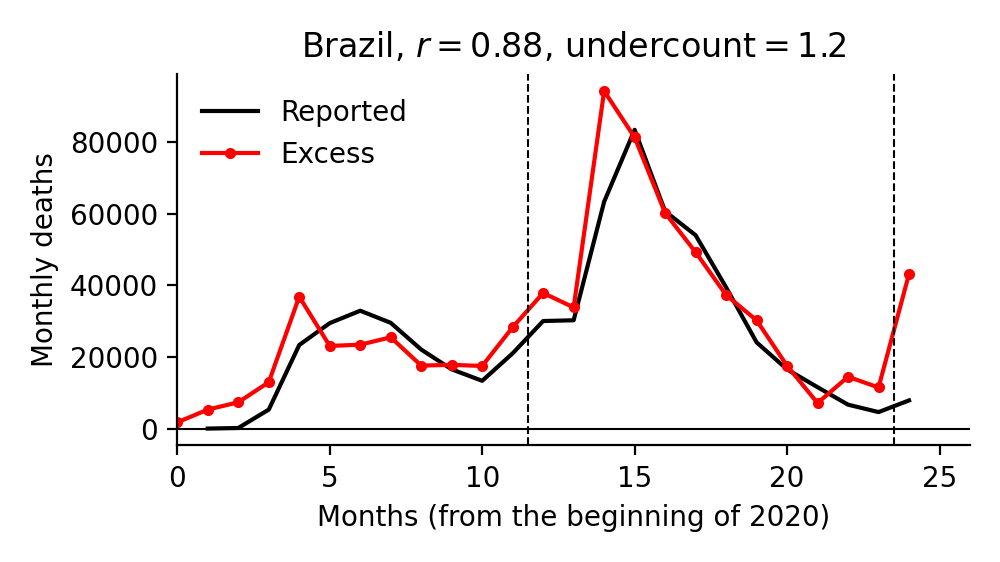 Brazil, r = 0.88, undercount = 1.2
Reported
Excess
Monthly deaths
80000
60000
40000
20000
0
0 5 10 15 20 25
Months (from the beginning of 2020)